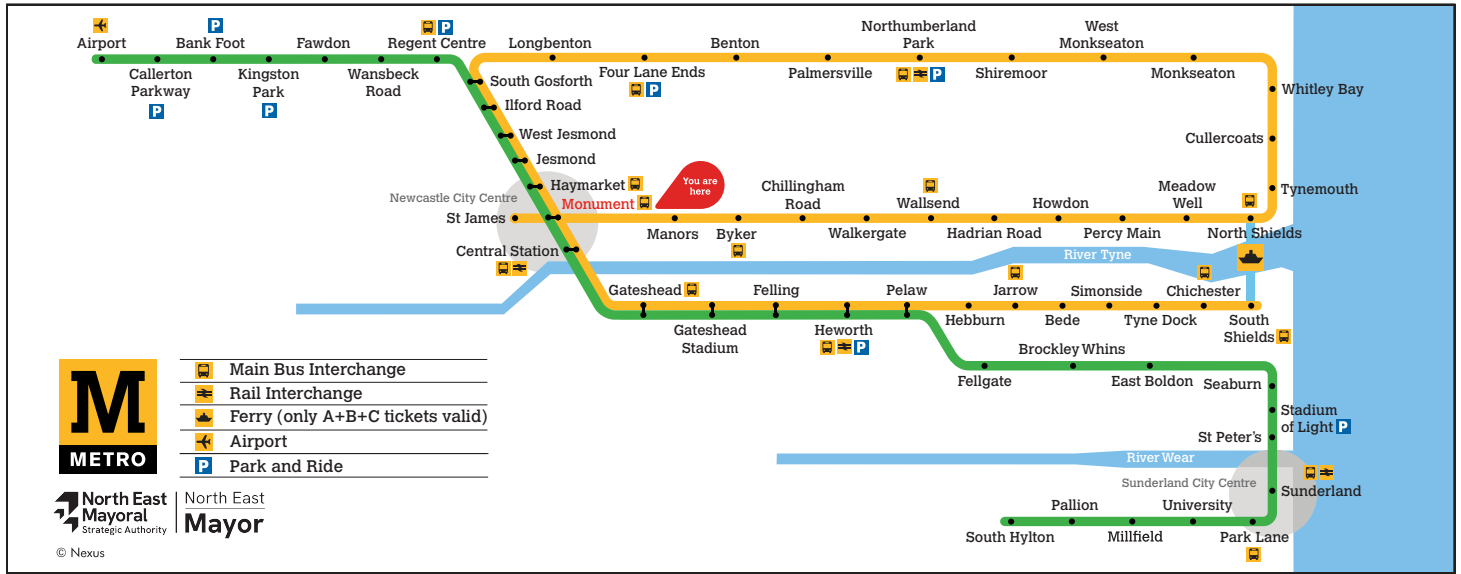 Airport
Callerton
Parkway
Bank Foot
Kingston
Park
Fawdon
Wansbeck
Road
Regent Centre
Longbenton
Four Lane Ends
Benton
Palmersville
Northumberland
Park
Shiremoor
West
Monkseaton
Monkseaton
Whitley Bay
Cullercoats
Tynemouth
South Gosforth
Ilford Road
West Jesmond
Jesmond
Newcastle City Centre
Haymarket
Monument
You are
here
St James
Manors
Byker
Chillingham
Road
Walkergate
Wallsend
Hadrian Road
Howdon
Percy Main
Meadow
Well
North Shields
Central Station
River Tyne
Gateshead
Gateshead
Stadium
Felling
Heworth
Pelaw
Hebburn
Jarrow
Bede
Simonside
Tyne Dock
Chichester
South
Shields
Fellgate
Brockley Whins
East Boldon
Seaburn
Stadium
of Light
P
St Peter's
River Wear
Sunderland City Centre
Sunderland
Park Lane
University
Millfield
Pallion
South Hylton
M
METRO
Main Bus Interchange
Rail Interchange
Ferry (only A+B+C tickets valid)
Airport
P Park and Ride
North East
Mayoral
Strategic Authority
North East
Mayor
© Nexus